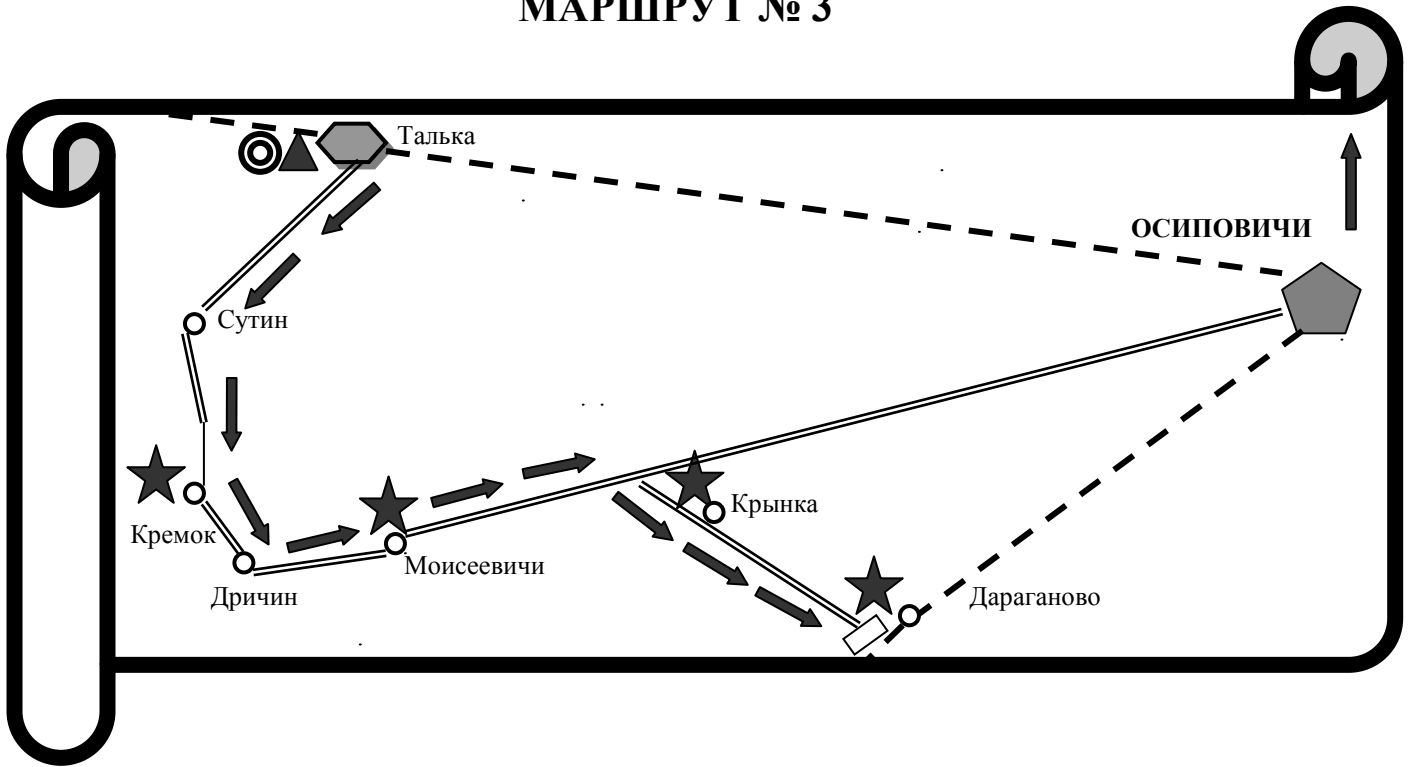 МАРШРУТ № 3
Талька
ОСИПОВИЧИ
Сутин
Крынка
Кремок
Моисеевичи
Дричин
Дараганово